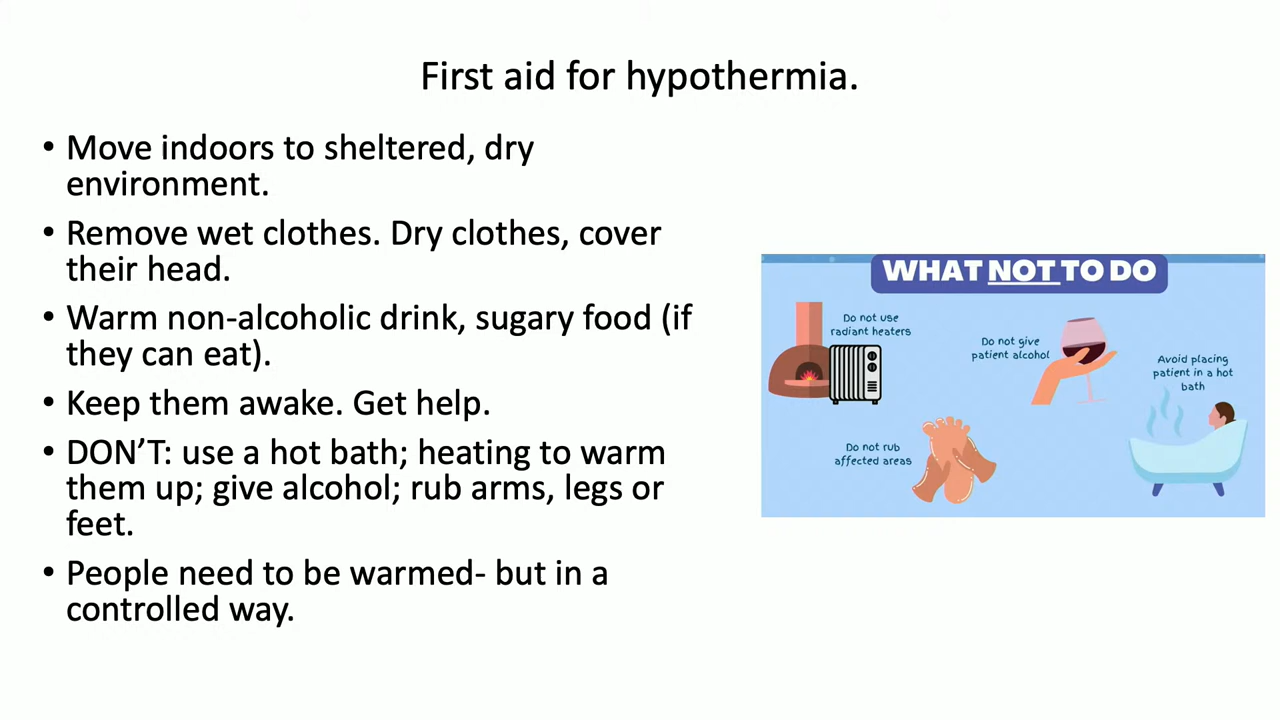 First aid for hypothermia.
• Move indoors to sheltered, dry
environment.
• Remove wet clothes. Dry clothes, cover
their head.
• Warm non-alcoholic drink, sugary food (if
they can eat).
• Keep them awake. Get help.
• DON’T: use a hot bath; heating to warm
them up; give alcohol; rub arms, legs or
feet.
• People need to be warmed- but in a
controlled way.
WHAT NOT TO DO
Do not use
radiant heaters
Do not give
patient alcohol
Avoid placing
patient in a hot
bath
Do not rub
affected areas